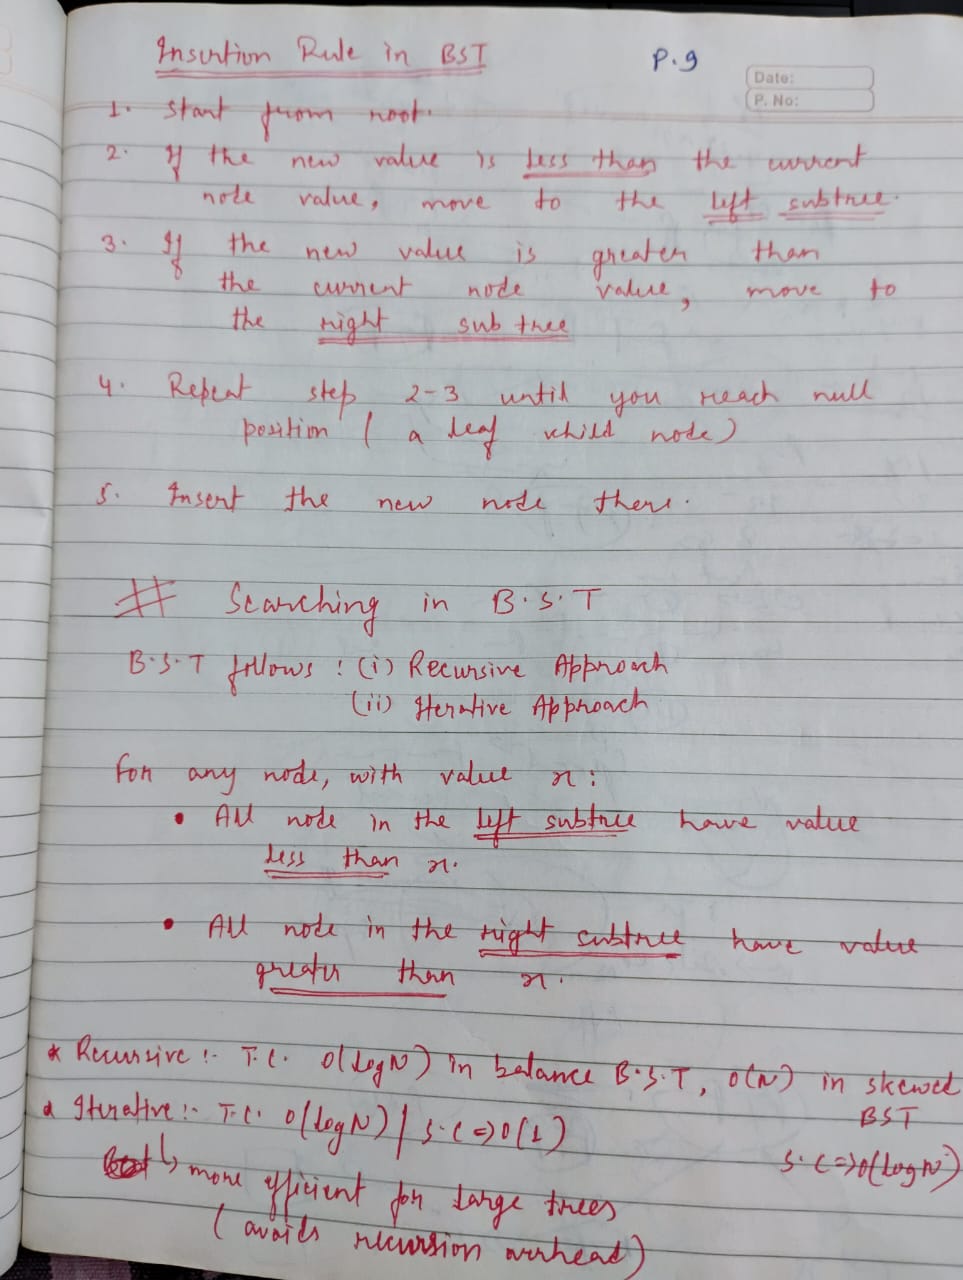 Insertion Rule in BST
P.9
Date:
P. No:
1. Start from root.
2. If the new value is less than the current
node value, move to the left subtree.
3. If the new value is greater than
the current node value, move to
the right sub tree
4. Repeat step 2-3 until you reach null
position ( a leaf child node)
5. Insert the new node there.
# Searching in B.S.T
B.S.T follows : (i) Recursive Approach
(ii) Iterative Approach
for any node, with value x :
• All node in the left subtree have value
less than x.
• All node in the right subtree have value
greater than x.
* Recursive :- T.C. O(log N) in balance B.S.T, O(N) in skewed
BST
* Iterative :- T.C. O(log N) | S.C => O(1)
S.C => O(log N)
↳ more efficient for large trees
( avoids recursion overhead)